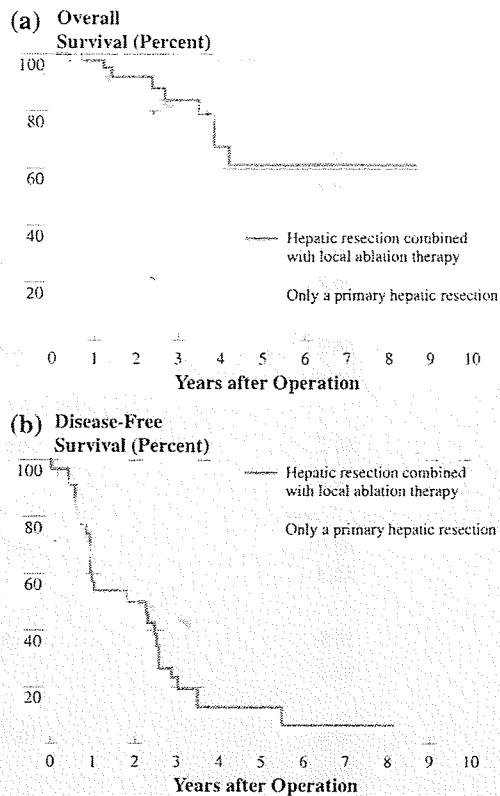 (a) Overall
Survival (Percent)
100
80
60
40
20
Hepatic resection combined
with local ablation therapy
Only a primary hepatic resection
0 1 2 3 4 5 6 7 8 9 10
Years after Operation
(b) Disease-Free
Survival (Percent)
100
80
60
40
20
Hepatic resection combined
with local ablation therapy
Only a primary hepatic resection
0 1 2 3 4 5 6 7 8 9 10
Years after Operation